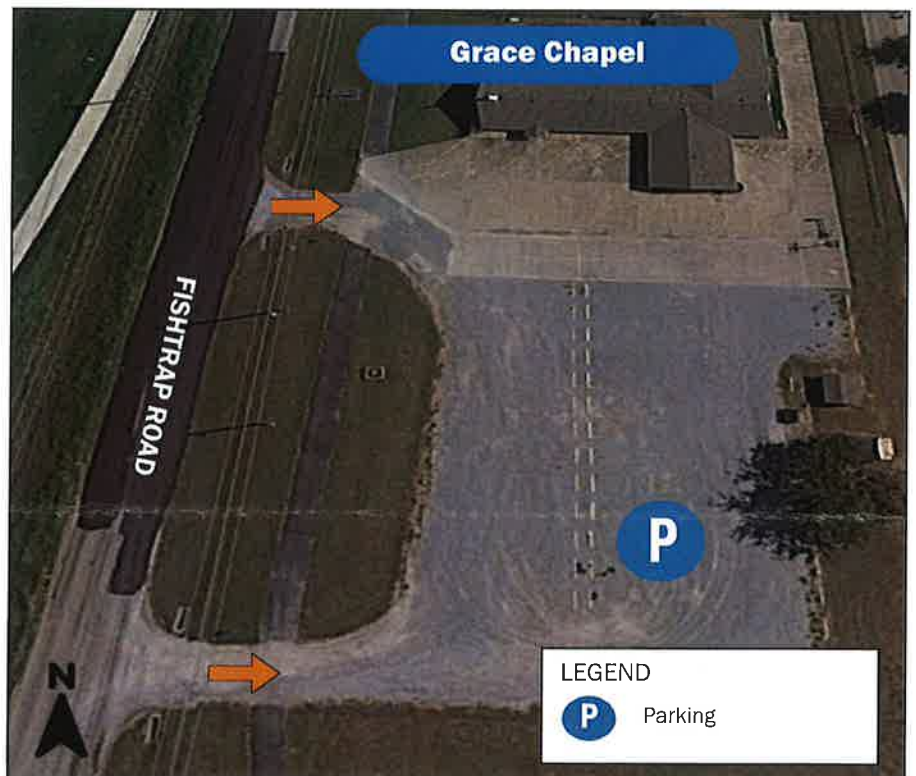 Grace Chapel
FISHTRAP ROAD
P
N
LEGEND
P Parking